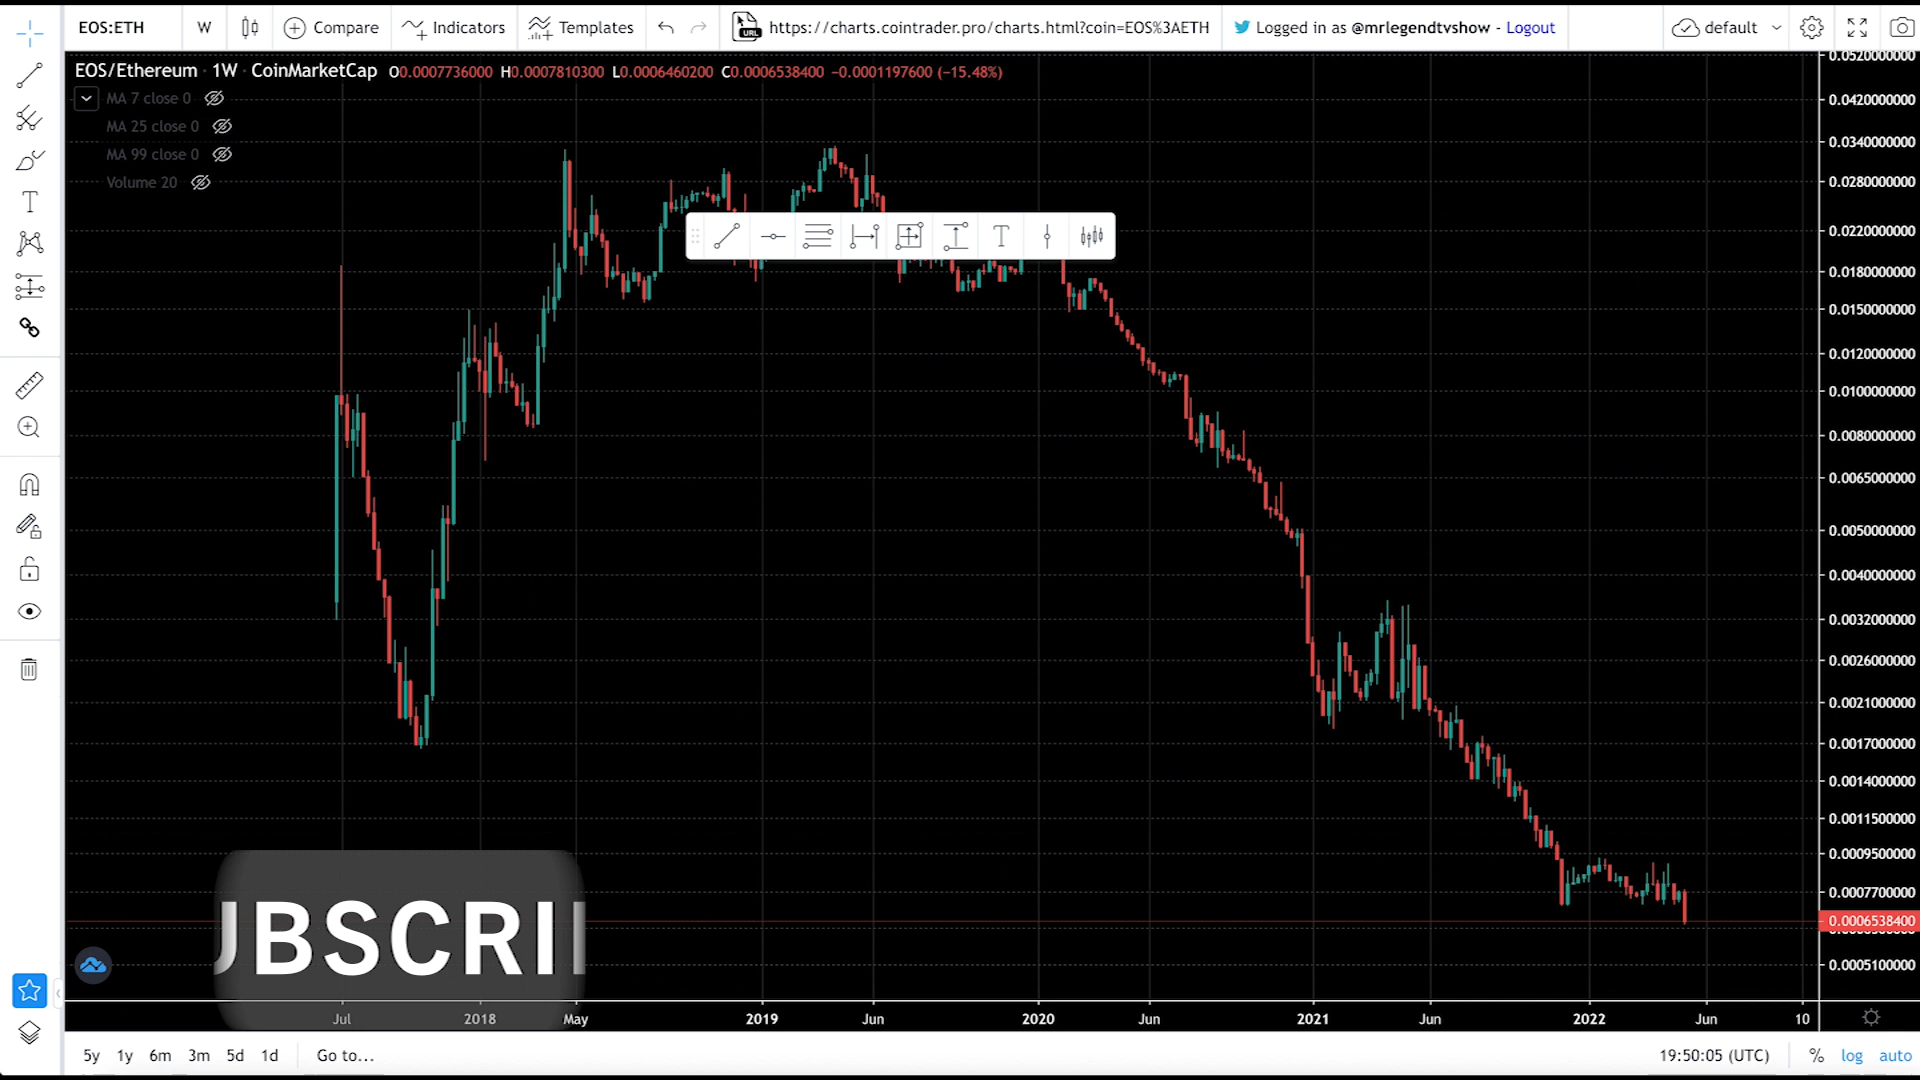 EOS:ETH W Compare Indicators Templates URL https://charts.cointrader.pro/charts.html?coin=EOS%3AETH Logged in as @mrlegendtvshow - Logout default
EOS/Ethereum · 1W · CoinMarketCap O0.0007736000 H0.0007810300 L0.0006460200 C0.0006538400 −0.0001197600 (−15.48%)
MA 7 close 0
MA 25 close 0
MA 99 close 0
Volume 20
T
T
0.0520000000
0.0420000000
0.0340000000
0.0280000000
0.0220000000
0.0180000000
0.0150000000
0.0120000000
0.0100000000
0.0080000000
0.0065000000
0.0050000000
0.0040000000
0.0032000000
0.0026000000
0.0021000000
0.0017000000
0.0014000000
0.0011500000
0.0009500000
0.0007700000
0.0006538400
0.0005100000
UBSCRI
Jul 2018 May 2019 Jun 2020 Jun 2021 Jun 2022 Jun 10
5y 1y 6m 3m 5d 1d Go to... 19:50:05 (UTC) % log auto